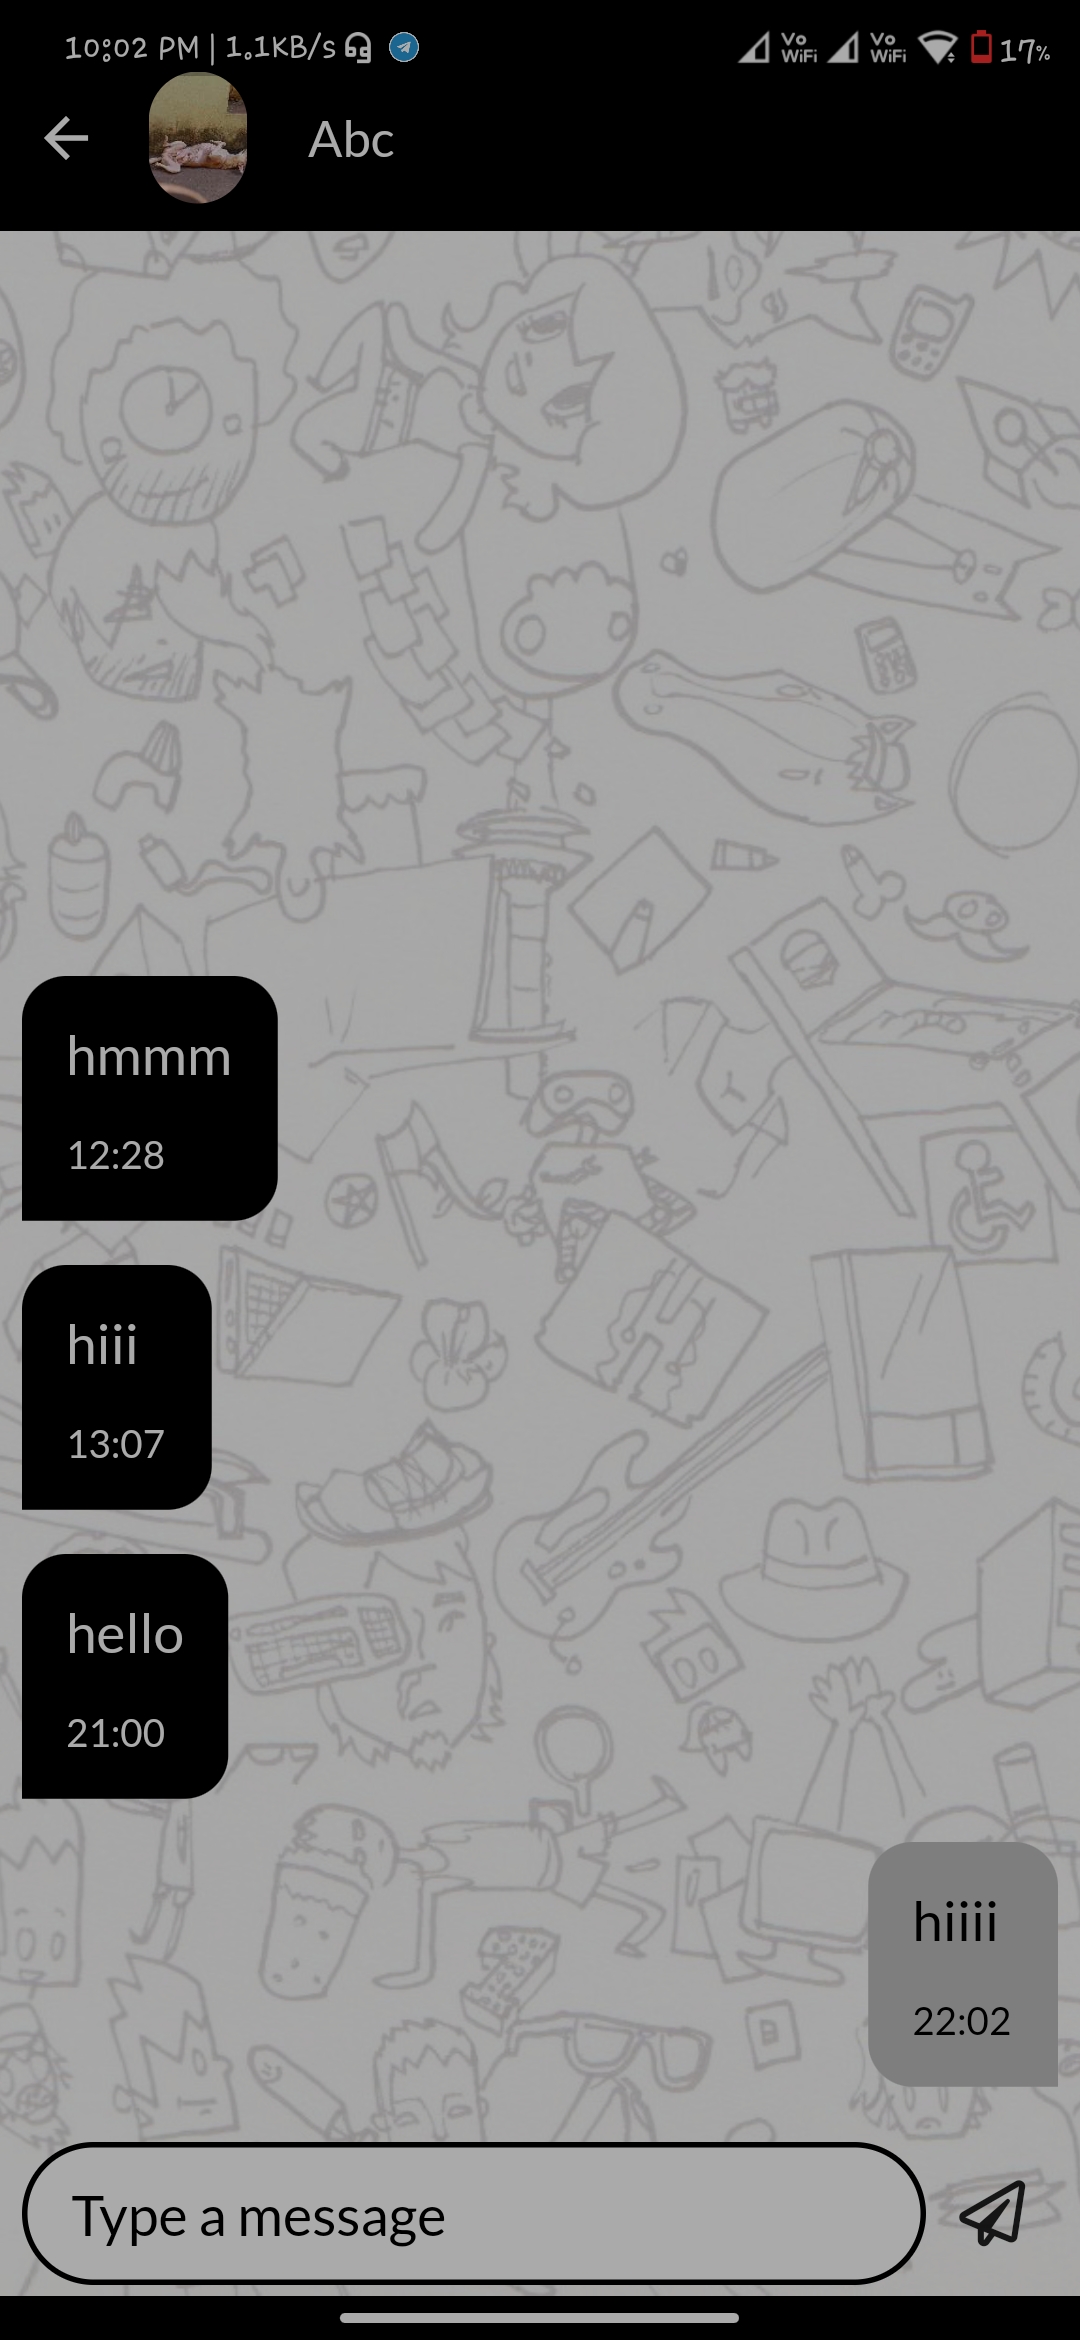 10:02 PM | 1.1KB/s
Vo WiFi
Vo WiFi
17%
Abc
hmmm
12:28
hiii
13:07
hello
21:00
hiiii
22:02
Type a message